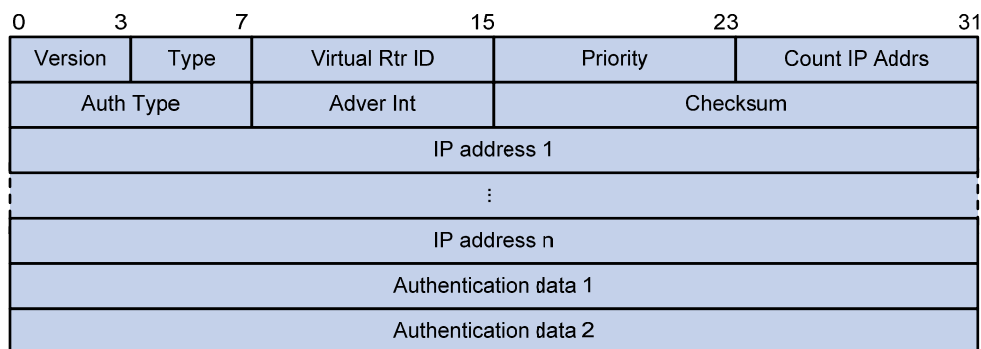 0 3 7 15 23 31
Version Type Virtual Rtr ID Priority Count IP Addrs
Auth Type Adver Int Checksum
IP address 1
⋮
IP address n
Authentication data 1
Authentication data 2